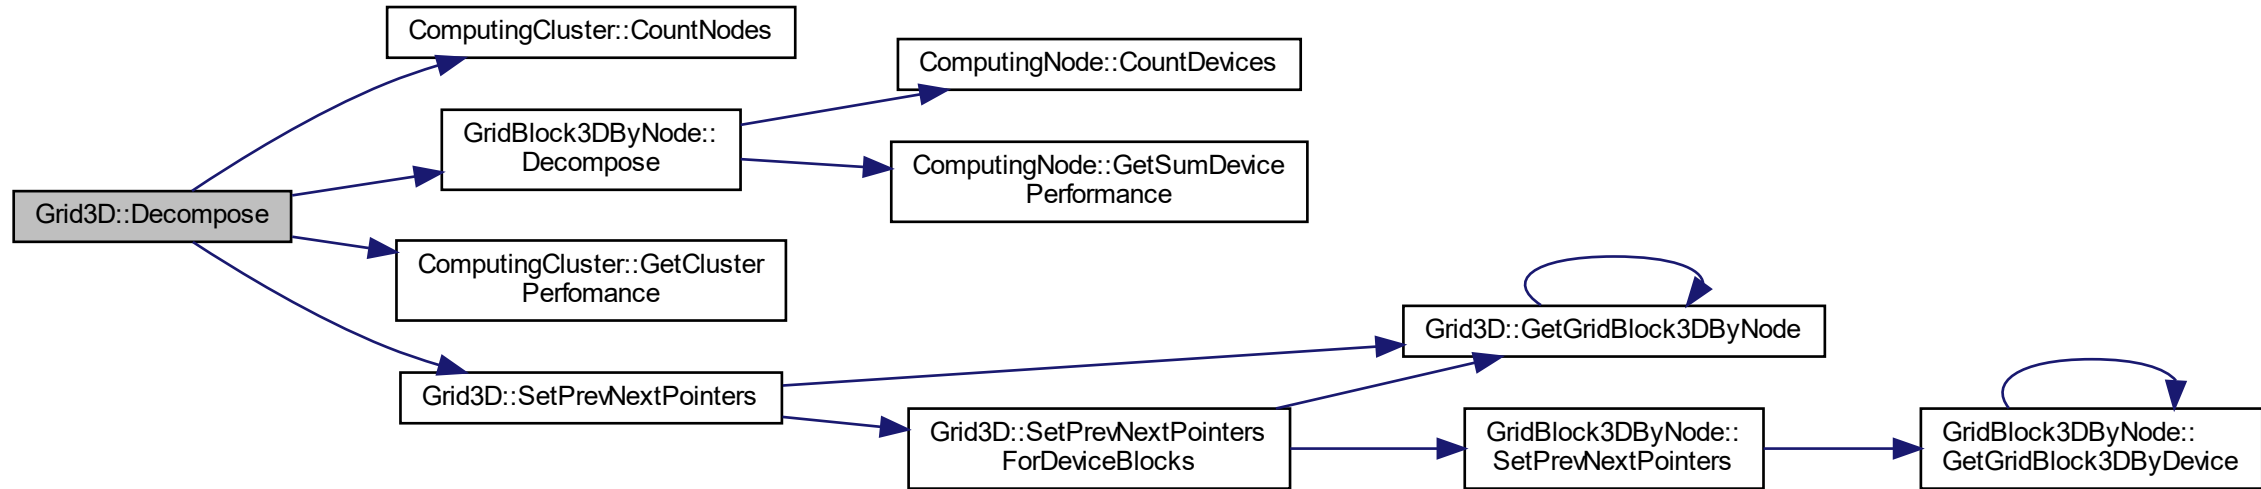 ComputingCluster::CountNodes
ComputingNode::CountDevices
GridBlock3DByNode::
Decompose
ComputingNode::GetSumDevice
Performance
Grid3D::Decompose
ComputingCluster::GetCluster
Perfomance
Grid3D::GetGridBlock3DByNode
Grid3D::SetPrevNextPointers
Grid3D::SetPrevNextPointers
ForDeviceBlocks
GridBlock3DByNode::
SetPrevNextPointers
GridBlock3DByNode::
GetGridBlock3DByDevice